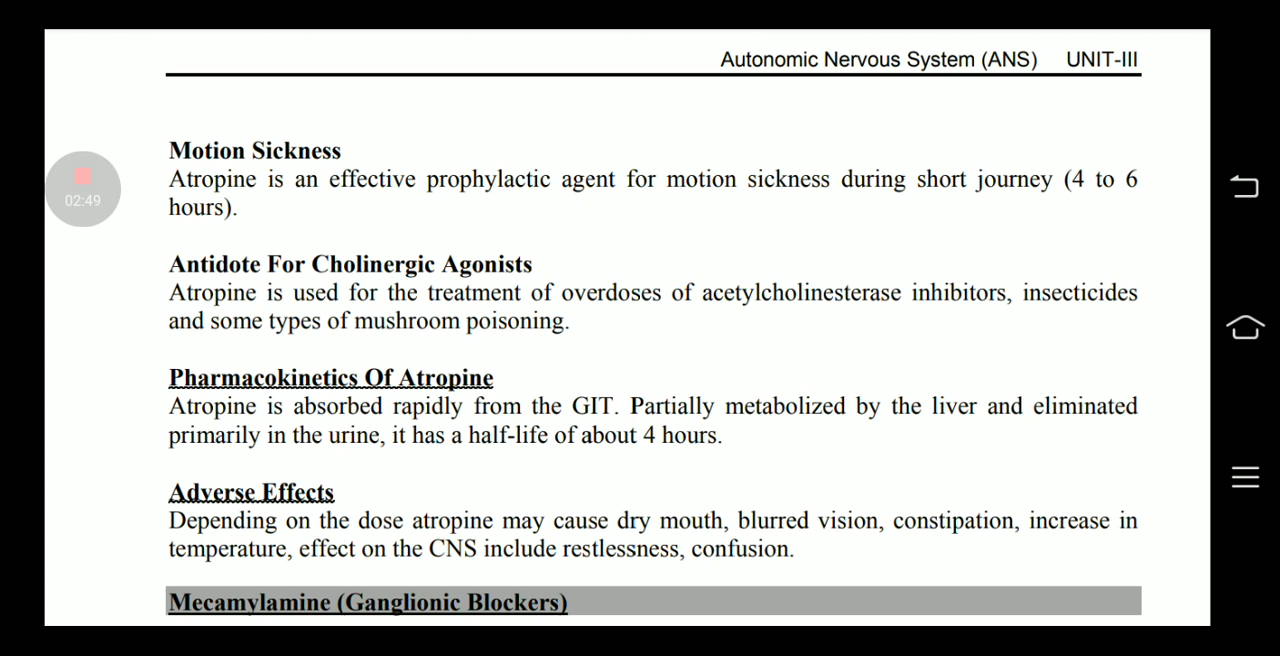 Autonomic Nervous System (ANS) UNIT-III
Motion Sickness
Atropine is an effective prophylactic agent for motion sickness during short journey (4 to 6
hours).
02:49
Antidote For Cholinergic Agonists
Atropine is used for the treatment of overdoses of acetylcholinesterase inhibitors, insecticides
and some types of mushroom poisoning.
Pharmacokinetics Of Atropine
Atropine is absorbed rapidly from the GIT. Partially metabolized by the liver and eliminated
primarily in the urine, it has a half-life of about 4 hours.
Adverse Effects
Depending on the dose atropine may cause dry mouth, blurred vision, constipation, increase in
temperature, effect on the CNS include restlessness, confusion.
Mecamylamine (Ganglionic Blockers)